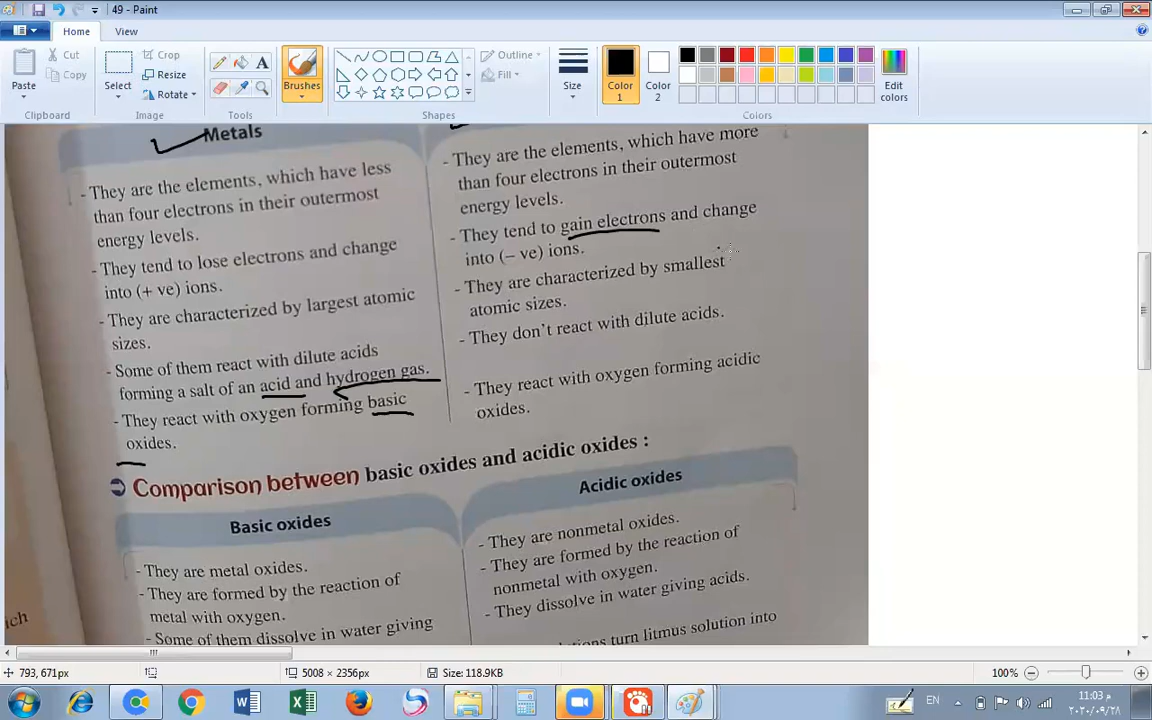 49 - Paint
Home
View
Paste
Cut
Copy
Clipboard
Select
Crop
Resize
Rotate
Image
Tools
Brushes
Shapes
Outline
Fill
Size
Color 1
Color 2
Edit colors
Colors
Metals
- They are the elements, which have less
than four electrons in their outermost
energy levels.
- They tend to lose electrons and change
into (+ ve) ions.
- They are characterized by largest atomic
sizes.
- Some of them react with dilute acids
forming a salt of an acid and hydrogen gas.
- They react with oxygen forming basic
oxides.
- They are the elements, which have more
than four electrons in their outermost
energy levels.
- They tend to gain electrons and change
into (– ve) ions.
- They are characterized by smallest
atomic sizes.
- They don't react with dilute acids.
- They react with oxygen forming acidic
oxides.
Comparison between basic oxides and acidic oxides :
Basic oxides
- They are metal oxides.
- They are formed by the reaction of
metal with oxygen.
- Some of them dissolve in water giving
Acidic oxides
- They are nonmetal oxides.
- They are formed by the reaction of
nonmetal with oxygen.
- They dissolve in water giving acids.
turn litmus solution into
793, 671px
5008 × 2356px
Size: 118.9KB
100%
EN
11:03 م
٢٠٢٠/٠٩/٢٨